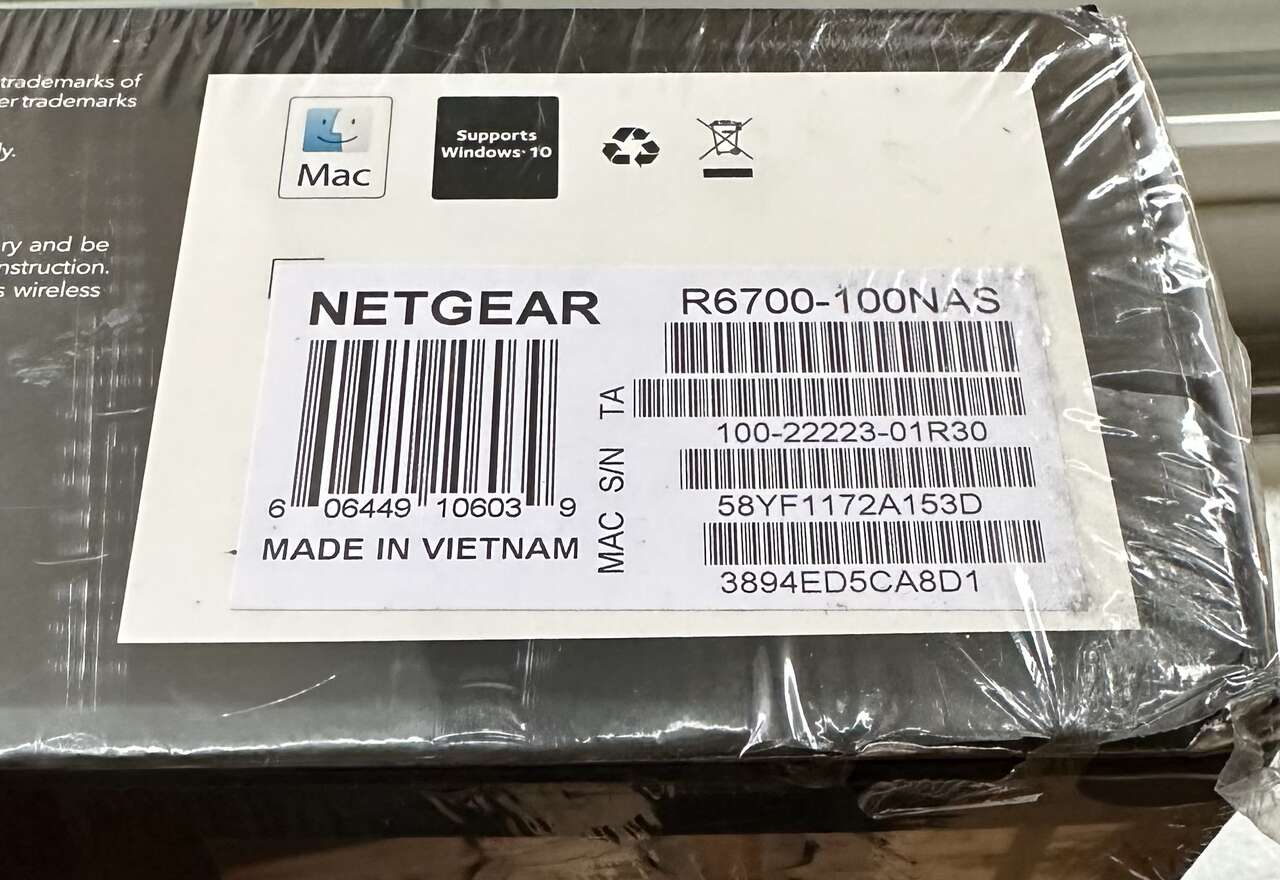 trademarks of
er trademarks
ly.
ry and be
nstruction.
s wireless
Mac
Supports
Windows 10
NETGEAR
6 06449 10603 9
MADE IN VIETNAM
R6700-100NAS
TA
100-22223-01R30
S/N
58YF1172A153D
MAC
3894ED5CA8D1